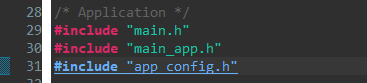 28 /* Application */
29 #include "main.h"
30 #include "main_app.h"
31 #include "app_config.h"